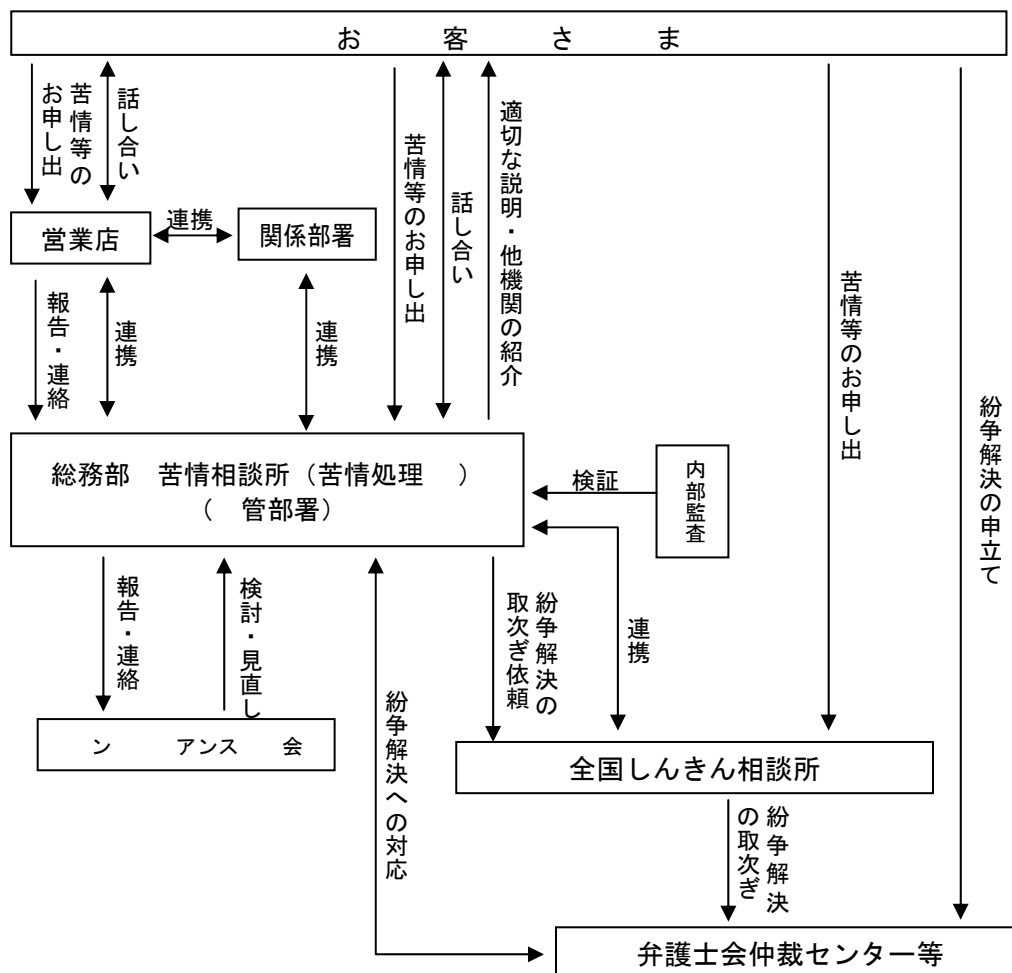 お客さま
苦情等の
お申し出
話し合い
苦情等のお申し出
話し合い
適切な説明・他機関の紹介
苦情等のお申し出
紛争解決の申立て
営業店
連携
関係部署
報告・連絡
連携
連携
総務部 苦情相談所（苦情処理 ）
（ 管部署）
検証
内部監査
報告・連絡
検討・見直し
紛争解決への対応
紛争解決の
取次ぎ依頼
連携
ン アンス 会
全国しんきん相談所
紛争解決
の取次ぎ
弁護士会仲裁センター等